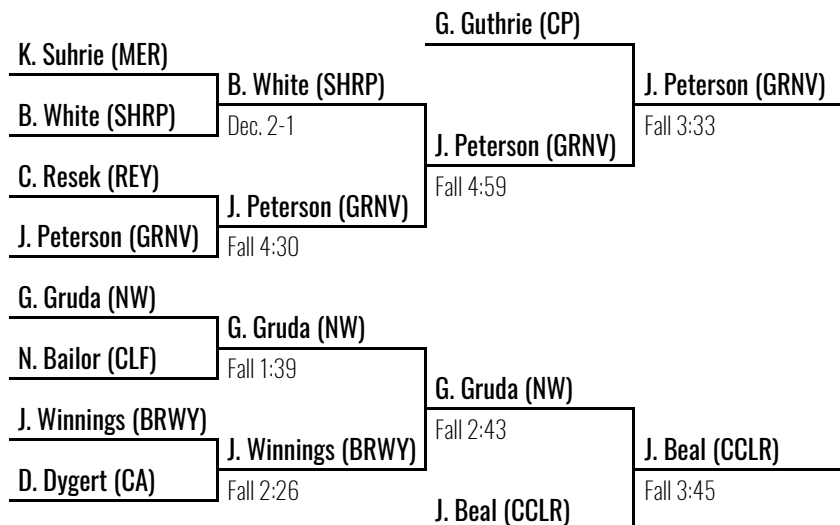 G. Guthrie (CP)
K. Suhrie (MER)
B. White (SHRP)
J. Peterson (GRNV)
B. White (SHRP)
Dec. 2-1
Fall 3:33
J. Peterson (GRNV)
C. Resek (REY)
Fall 4:59
J. Peterson (GRNV)
J. Peterson (GRNV)
Fall 4:30
G. Gruda (NW)
G. Gruda (NW)
N. Bailor (CLF)
Fall 1:39
G. Gruda (NW)
J. Winnings (BRWY)
Fall 2:43
J. Winnings (BRWY)
J. Beal (CCLR)
D. Dygert (CA)
Fall 2:26
Fall 3:45
J. Beal (CCLR)